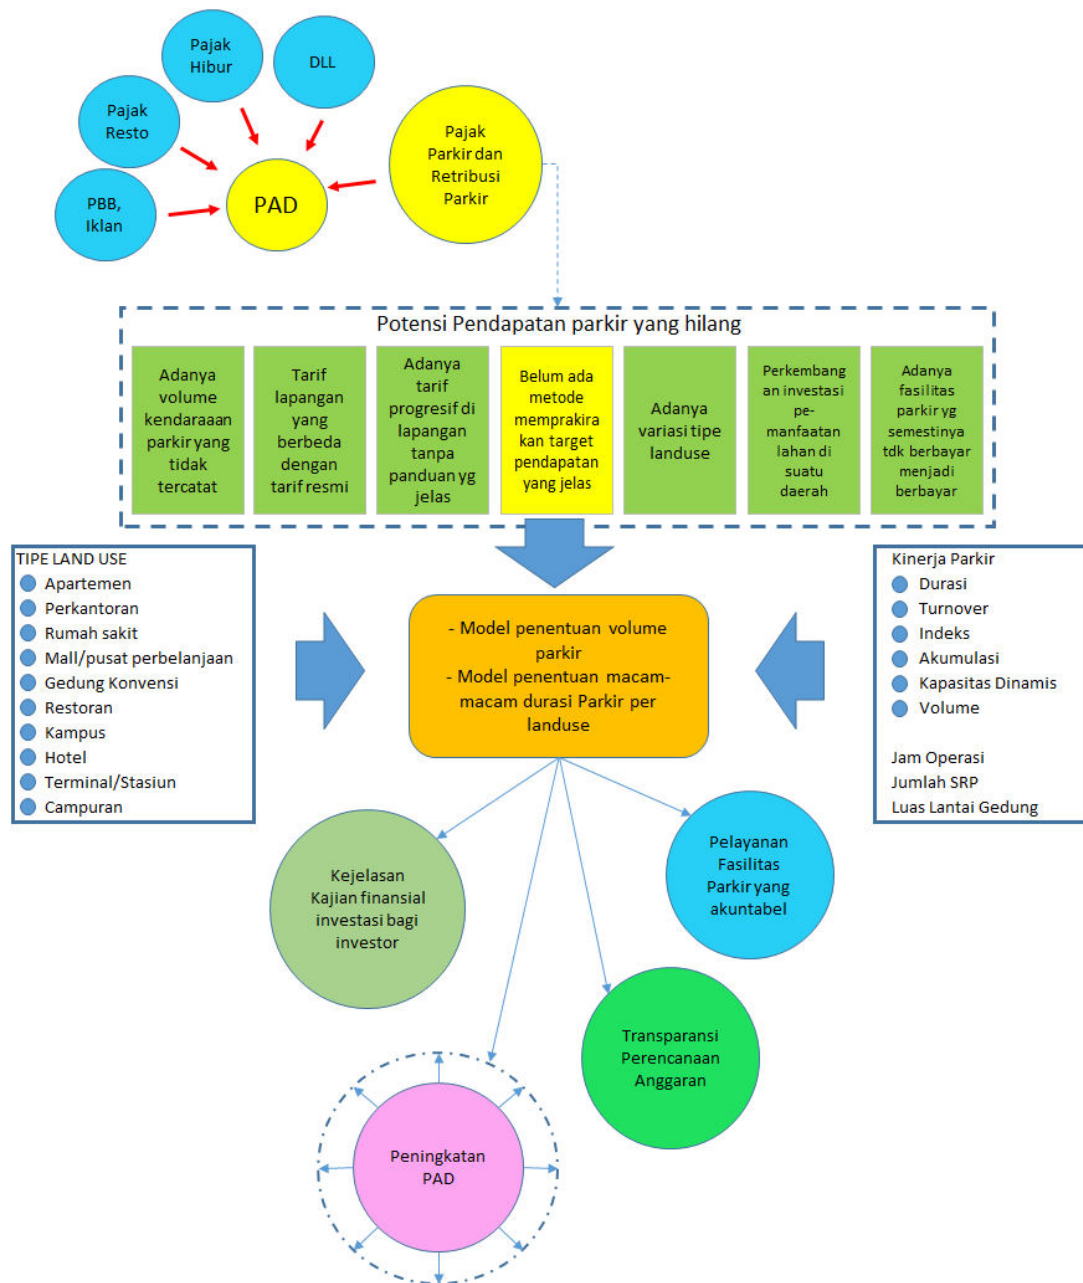 Pajak
Hibur
DLL
Pajak
Resto
Pajak
Parkir dan
Retribusi
Parkir
PBB,
Iklan
PAD
Potensi Pendapatan parkir yang hilang
Adanya
volume
kendaraaan
parkir yang
tidak
tercatat
Tarif
lapangan
yang
berbeda
dengan
tarif resmi
Adanya
tarif
progresif di
lapangan
tanpa
panduan yg
jelas
Belum ada
metode
memprakira
kan target
pendapatan
yang jelas
Adanya
variasi tipe
landuse
Perkembang
an investasi
pe-
manfaatan
lahan di
suatu
daerah
Adanya
fasilitas
parkir yg
semestinya
tdk berbayar
menjadi
berbayar
TIPE LAND USE
Apartemen
Perkantoran
Rumah sakit
Mall/pusat perbelanjaan
Gedung Konvensi
Restoran
Kampus
Hotel
Terminal/Stasiun
Campuran
- Model penentuan volume
parkir
- Model penentuan macam-
macam durasi Parkir per
landuse
Kinerja Parkir
Durasi
Turnover
Indeks
Akumulasi
Kapasitas Dinamis
Volume
Jam Operasi
Jumlah SRP
Luas Lantai Gedung
Kejelasan
Kajian finansial
investasi bagi
investor
Pelayanan
Fasilitas
Parkir yang
akuntabel
Transparansi
Perencanaan
Anggaran
Peningkatan
PAD